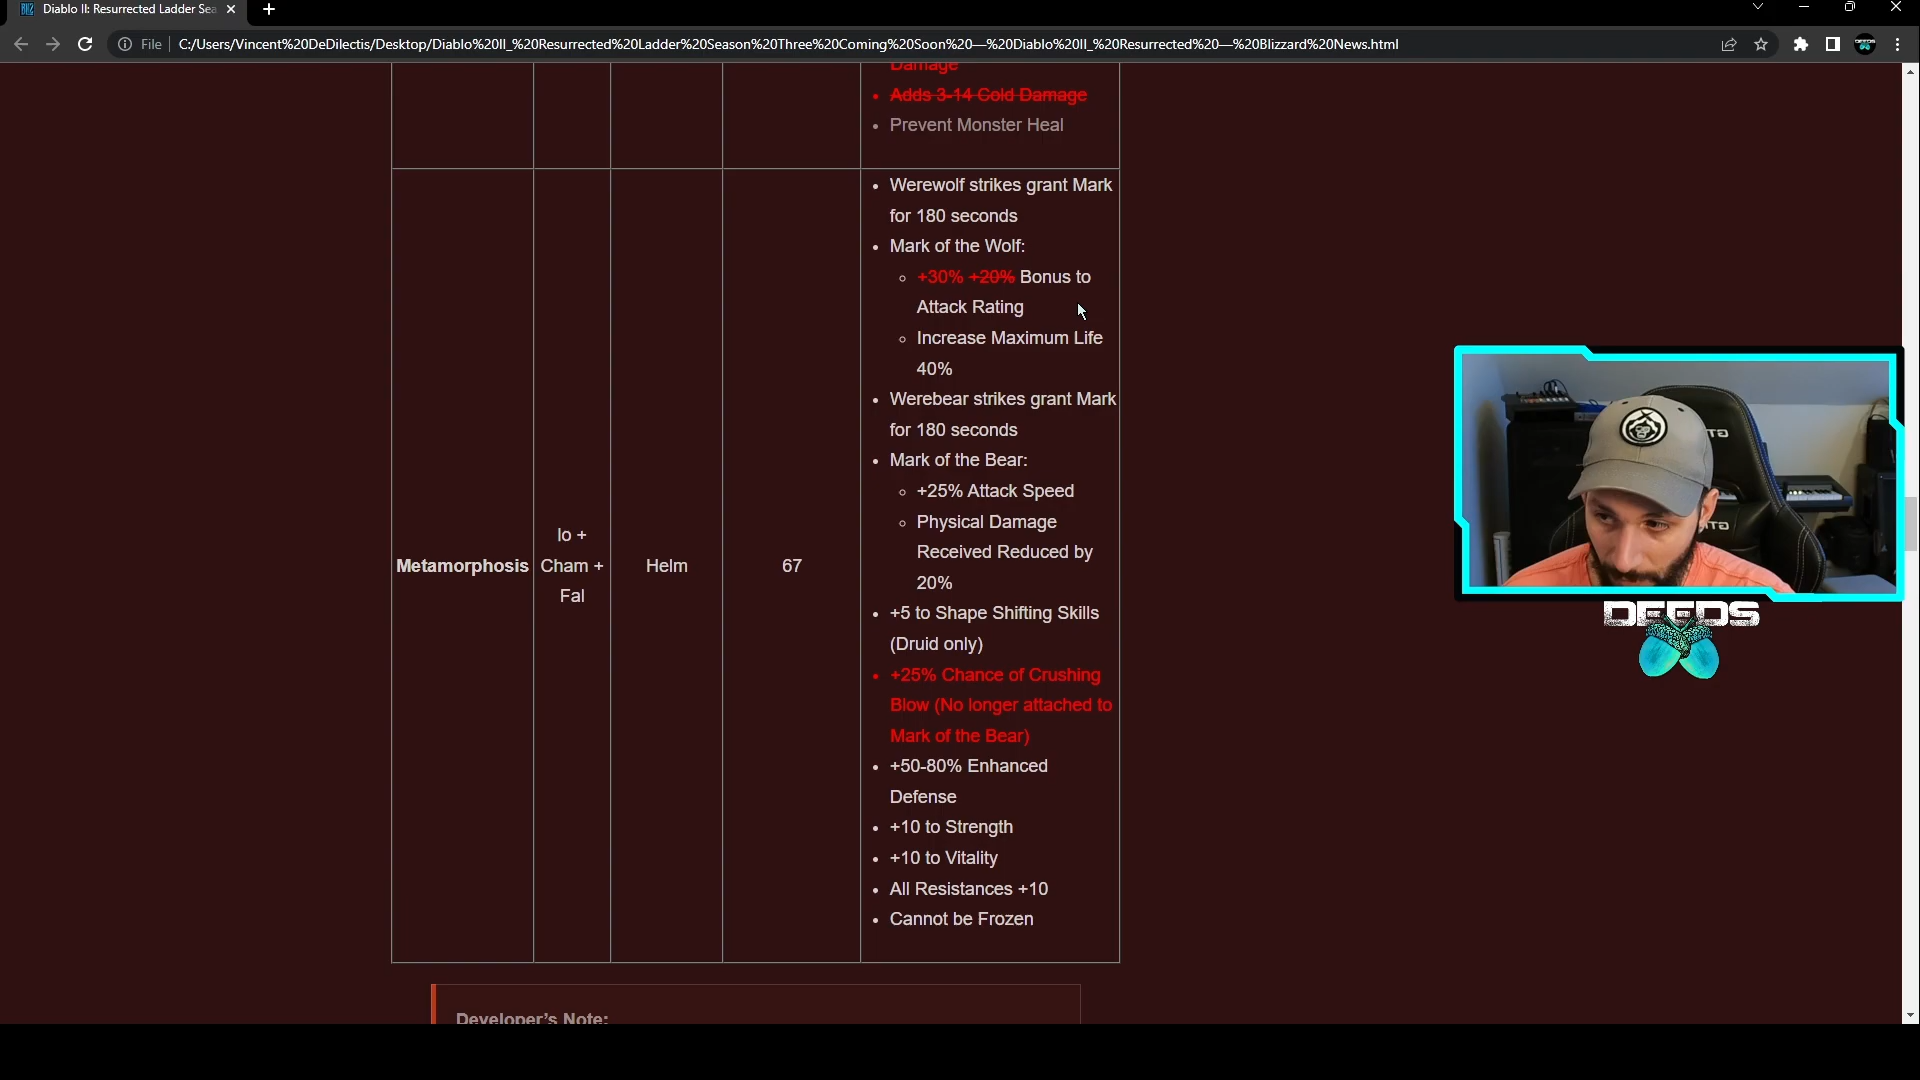 Diablo II: Resurrected Ladder Sea
File
C:/Users/Vincent%20DeDilectis/Desktop/Diablo%20II_%20Resurrected%20Ladder%20Season%20Three%20Coming%20Soon%20—%20Diablo%20II_%20Resurrected%20—%20Blizzard%20News.html
Damage
Adds 3-14 Cold Damage
Prevent Monster Heal
Metamorphosis
Io +
Cham +
Fal
Helm
67
Werewolf strikes grant Mark
for 180 seconds
Mark of the Wolf:
+30% +20% Bonus to
Attack Rating
Increase Maximum Life
40%
Werebear strikes grant Mark
for 180 seconds
Mark of the Bear:
+25% Attack Speed
Physical Damage
Received Reduced by
20%
+5 to Shape Shifting Skills
(Druid only)
+25% Chance of Crushing
Blow (No longer attached to
Mark of the Bear)
+50-80% Enhanced
Defense
+10 to Strength
+10 to Vitality
All Resistances +10
Cannot be Frozen
Developer's Note:
DEEDS